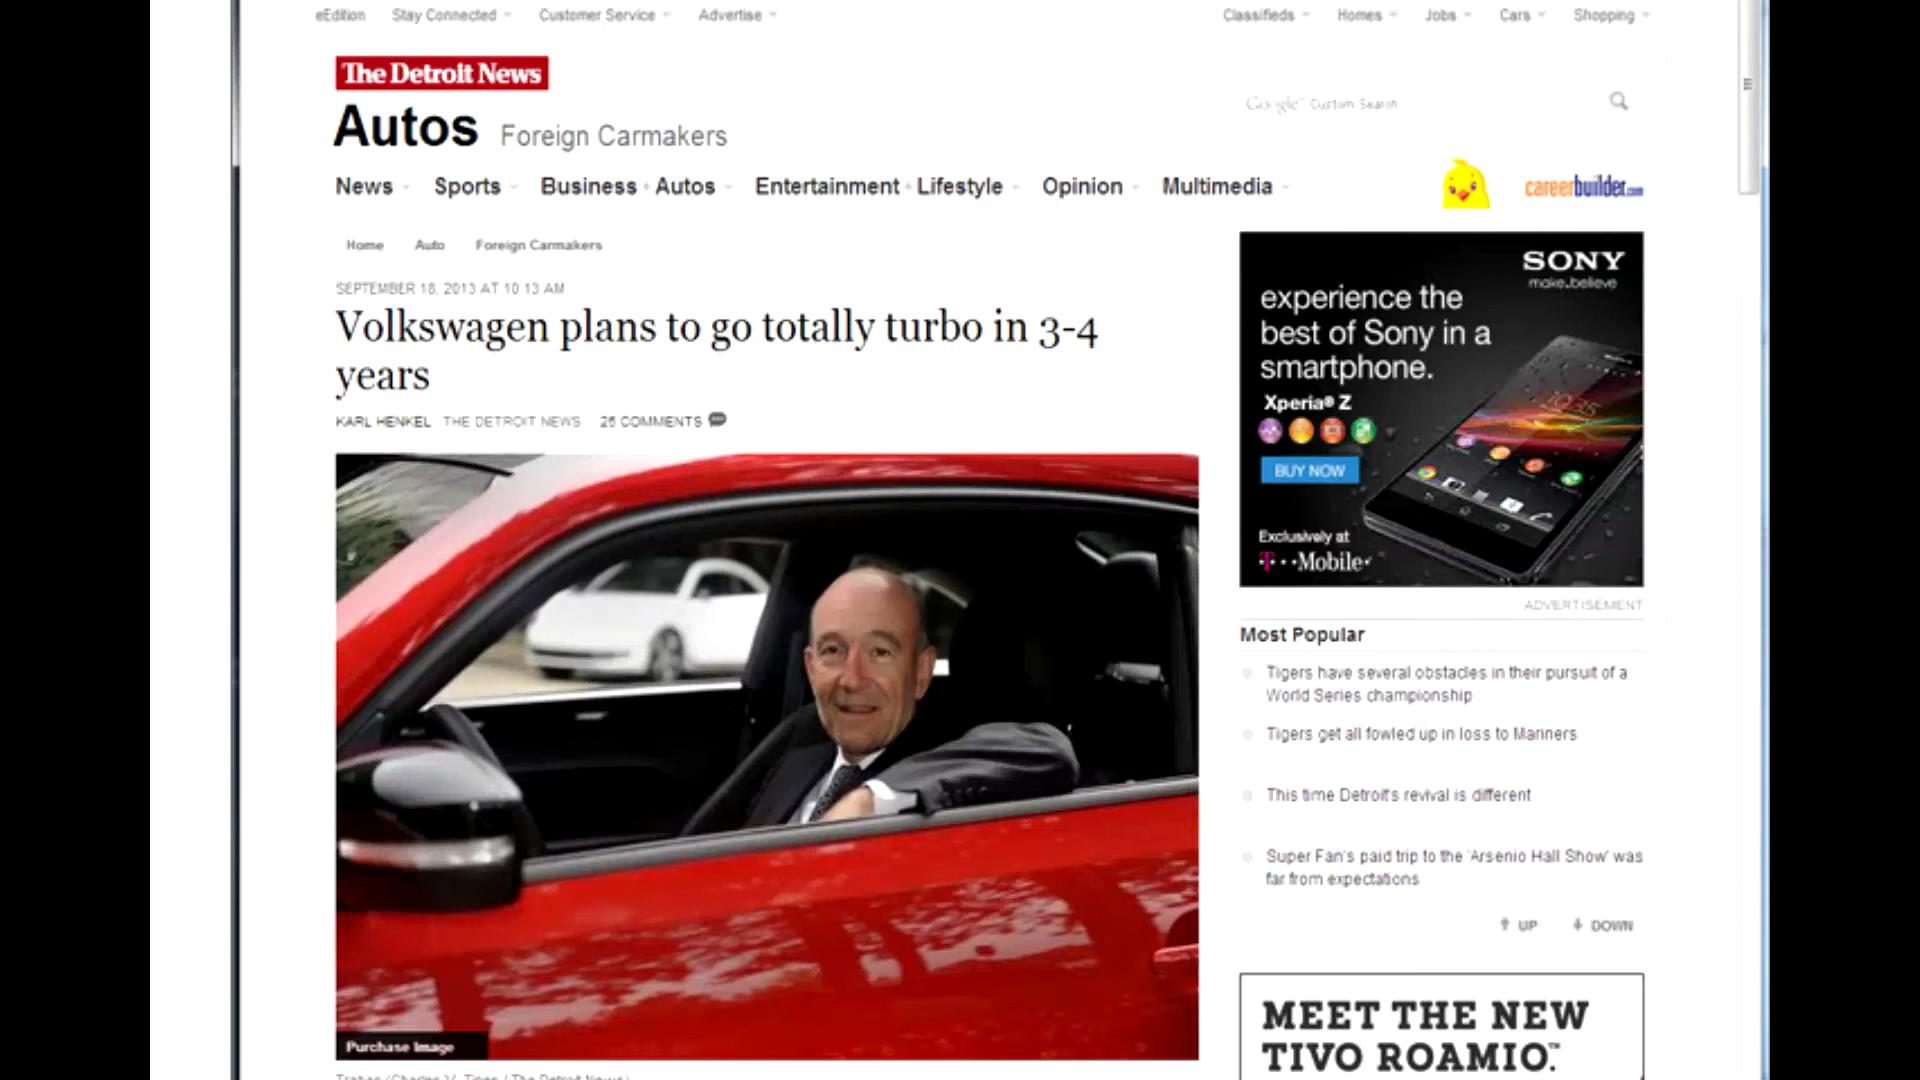 eEdition Stay Connected Customer Service Advertise Classifieds Homes Jobs Cars Shopping
The Detroit News
Autos Foreign Carmakers
Google Custom Search
News Sports Business + Autos Entertainment + Lifestyle Opinion Multimedia
careerbuilder.com
Home Auto Foreign Carmakers
SEPTEMBER 18, 2013 AT 10:13 AM
Volkswagen plans to go totally turbo in 3-4
years
KARL HENKEL THE DETROIT NEWS 25 COMMENTS
Purchase Image
SONY
make.believe
experience the
best of Sony in a
smartphone.
Xperia® Z
BUY NOW
10:35
Exclusively at
T··Mobile·
ADVERTISEMENT
Most Popular
Tigers have several obstacles in their pursuit of a
World Series championship
Tigers get all fowled up in loss to Mariners
This time Detroit's revival is different
Super Fan's paid trip to the 'Arsenio Hall Show' was
far from expectations
UP DOWN
MEET THE NEW
TIVO ROAMIO.™